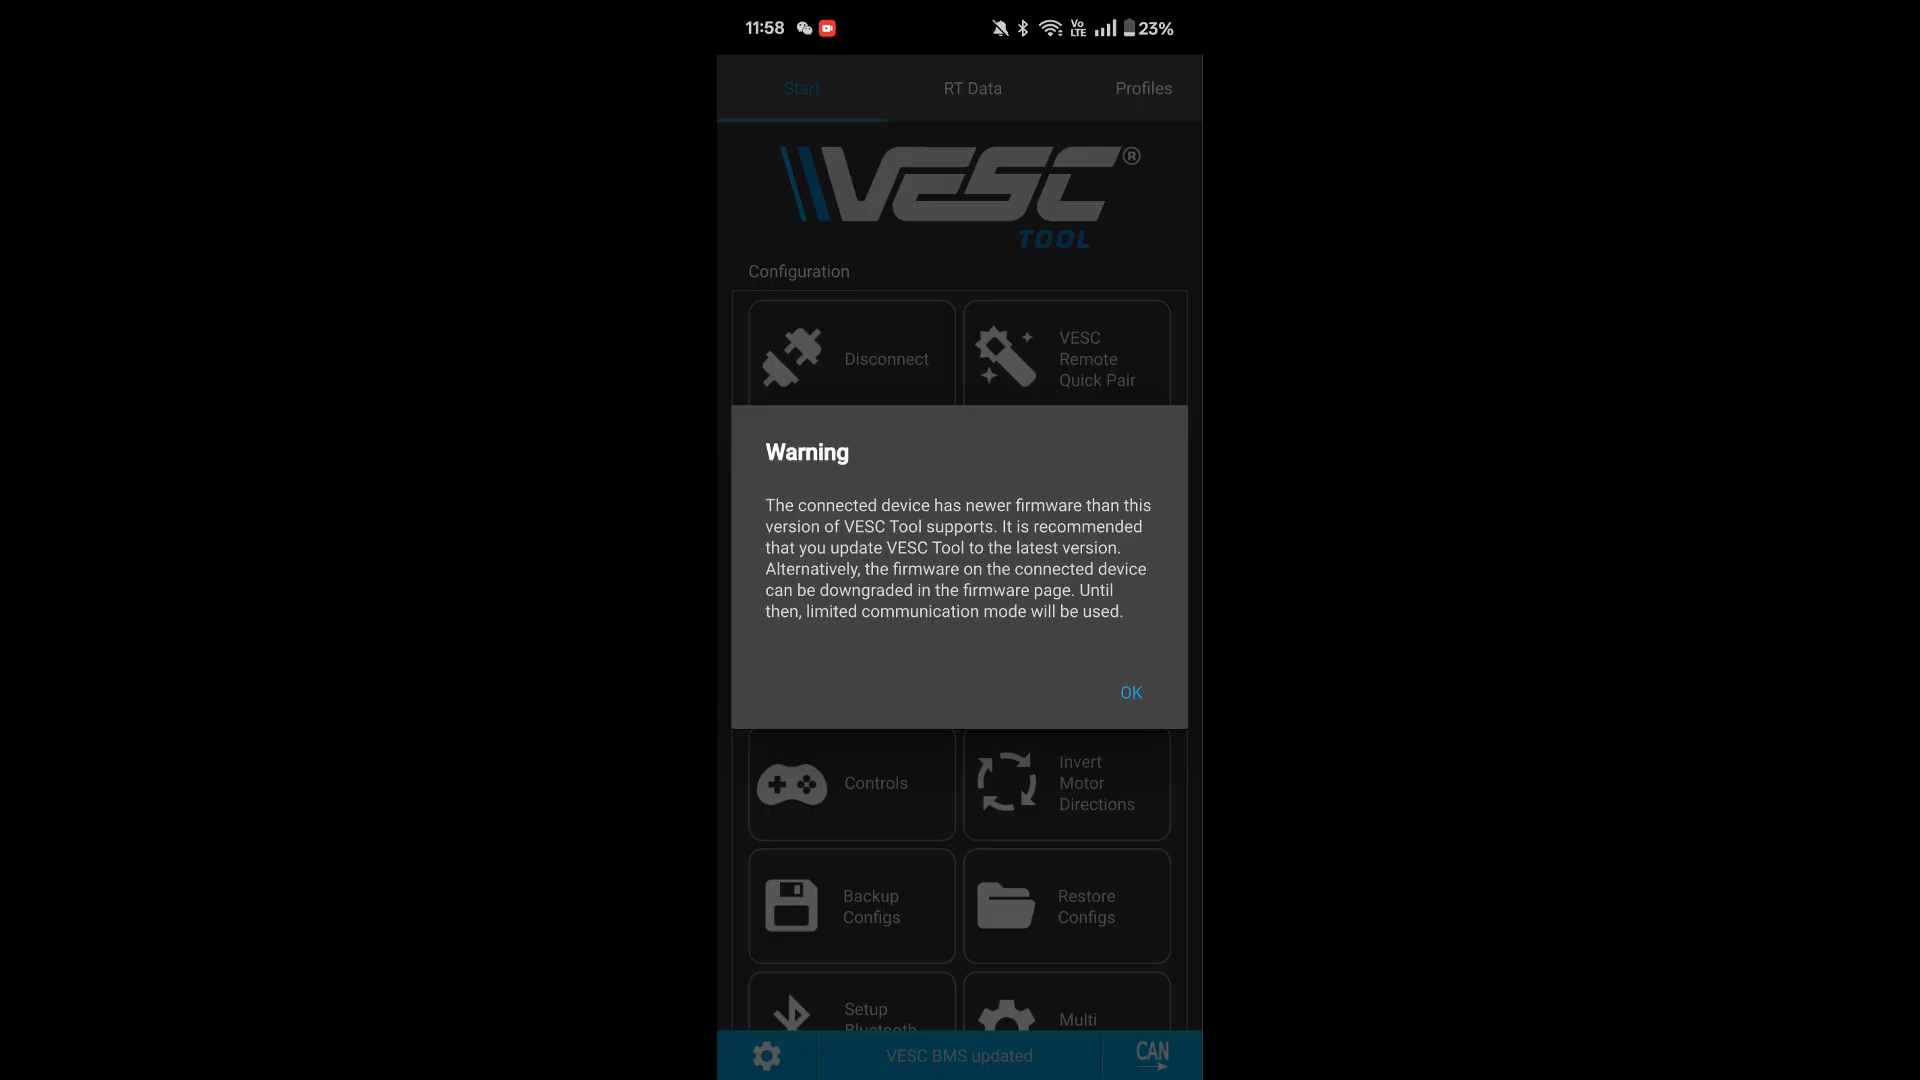 11:58
Vo
LTE
23%
Start
RT Data
Profiles
VESC®
TOOL
Configuration
Disconnect
VESC
Remote
Quick Pair
Warning
The connected device has newer firmware than this
version of VESC Tool supports. It is recommended
that you update VESC Tool to the latest version.
Alternatively, the firmware on the connected device
can be downgraded in the firmware page. Until
then, limited communication mode will be used.
OK
Controls
Invert
Motor
Directions
Backup
Configs
Restore
Configs
Setup
Bluetooth
Multi
VESC BMS updated
CAN